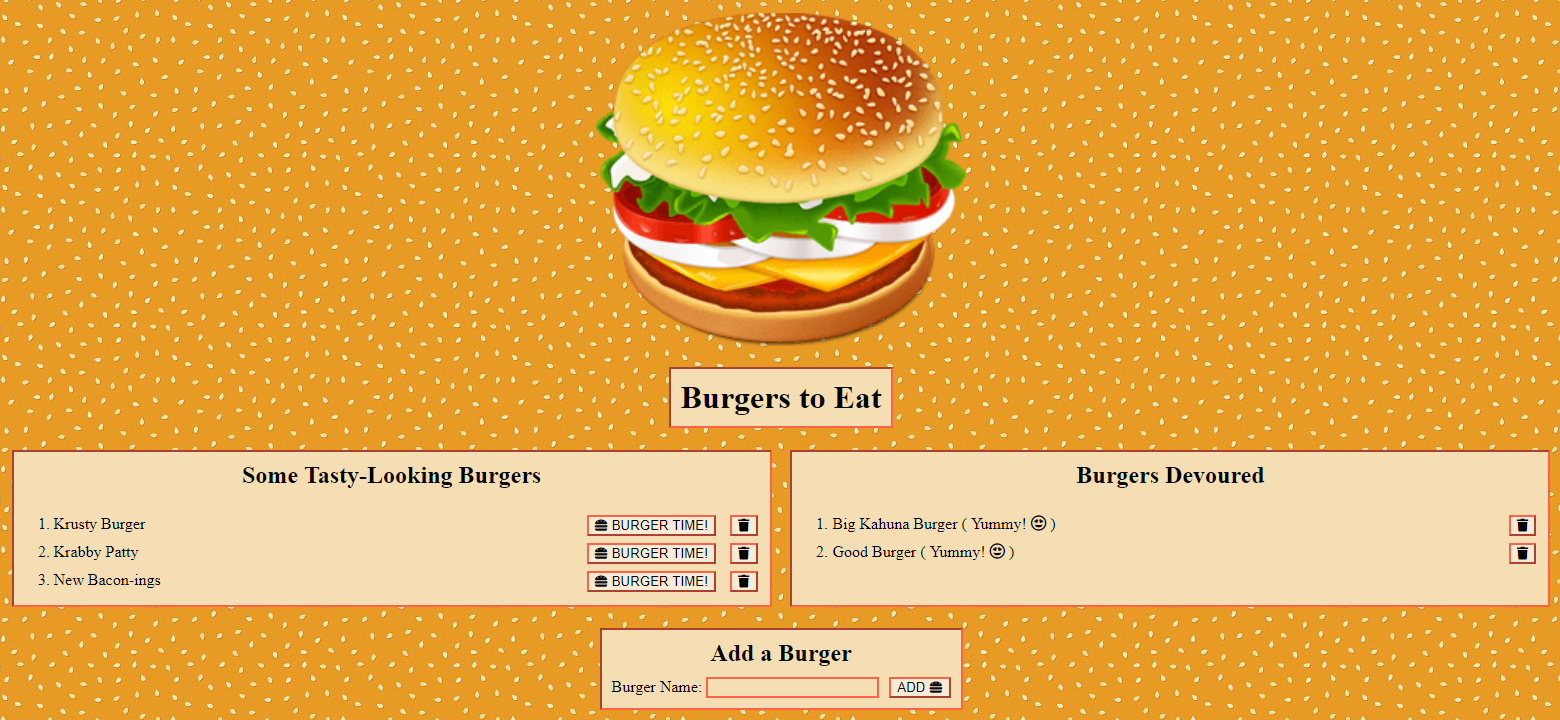 Burgers to Eat
Some Tasty-Looking Burgers
1. Krusty Burger BURGER TIME!
2. Krabby Patty BURGER TIME!
3. New Bacon-ings BURGER TIME!
Burgers Devoured
1. Big Kahuna Burger ( Yummy! 😍 )
2. Good Burger ( Yummy! 😍 )
Add a Burger
Burger Name: ADD